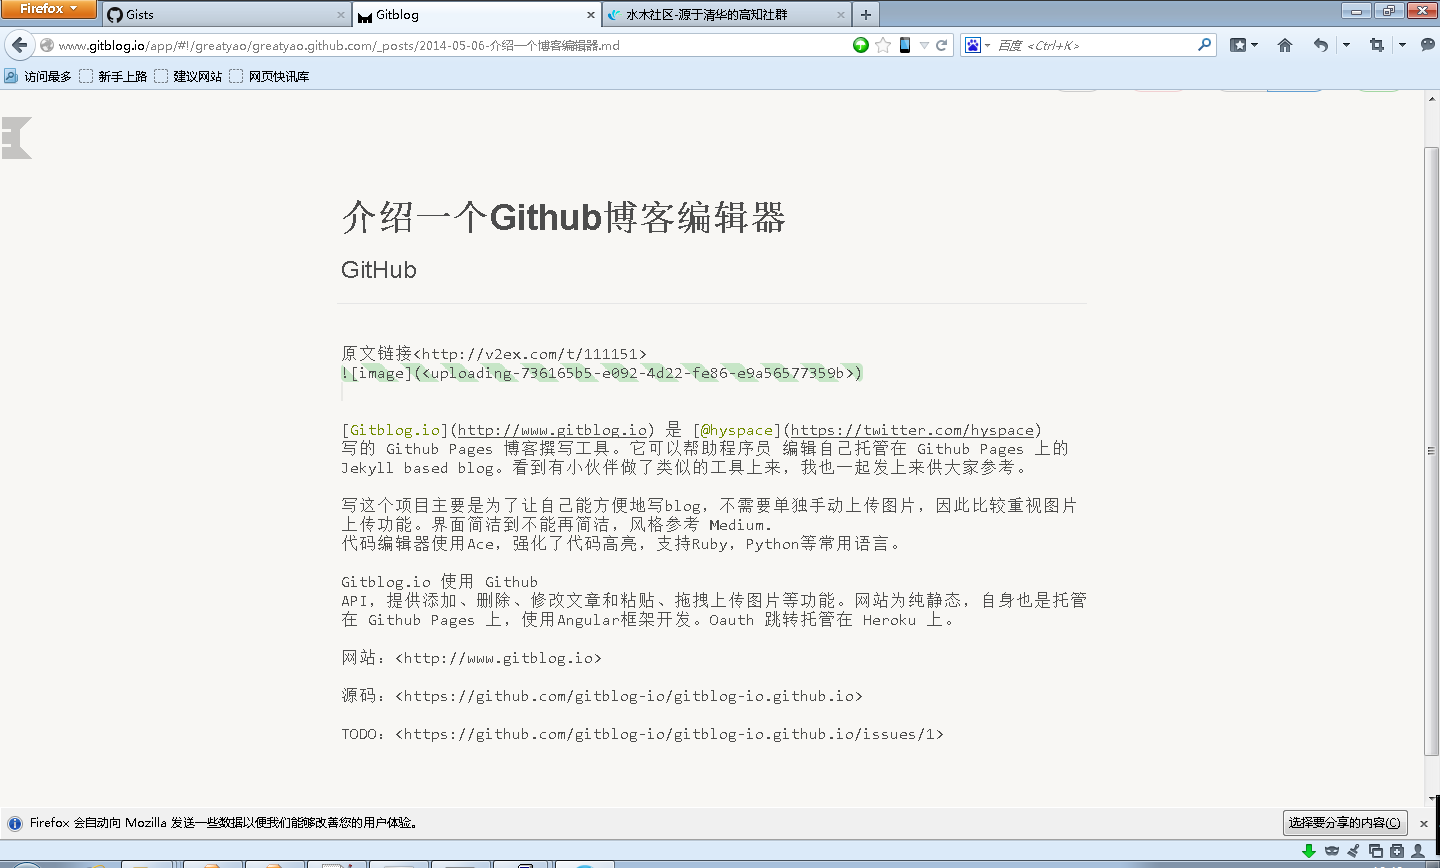 Firefox
Gists
Gitblog
水木社区-源于清华的高知社群
www.gitblog.io/app/#!/greatyao/greatyao.github.com/_posts/2014-05-06-介绍一个博客编辑器.md
百度 <Ctrl+K>
访问最多
新手上路
建议网站
网页快讯库
介绍一个Github博客编辑器
GitHub
原文链接<http://v2ex.com/t/111151>
![image](<uploading-736165b5-e092-4d22-fe86-e9a56577359b>)
[Gitblog.io](http://www.gitblog.io) 是 [@hyspace](https://twitter.com/hyspace)
写的 Github Pages 博客撰写工具。它可以帮助程序员 编辑自己托管在 Github Pages 上的
Jekyll based blog。看到有小伙伴做了类似的工具上来，我也一起发上来供大家参考。
写这个项目主要是为了让自己能方便地写blog，不需要单独手动上传图片，因此比较重视图片
上传功能。界面简洁到不能再简洁，风格参考 Medium.
代码编辑器使用Ace，强化了代码高亮，支持Ruby，Python等常用语言。
Gitblog.io 使用 Github
API，提供添加、删除、修改文章和粘贴、拖拽上传图片等功能。网站为纯静态，自身也是托管
在 Github Pages 上，使用Angular框架开发。Oauth 跳转托管在 Heroku 上。
网站：<http://www.gitblog.io>
源码：<https://github.com/gitblog-io/gitblog-io.github.io>
TODO：<https://github.com/gitblog-io/gitblog-io.github.io/issues/1>
Firefox 会自动向 Mozilla 发送一些数据以便我们能够改善您的用户体验。
选择要分享的内容(C)